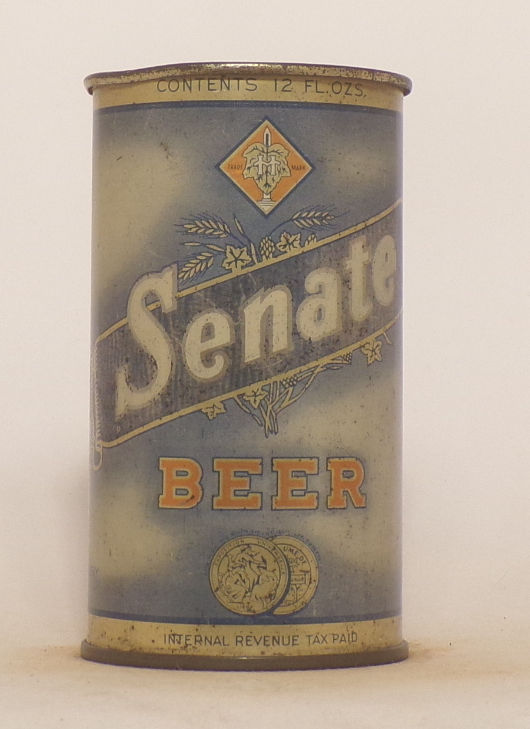 CONTENTS 12 FL. OZS.
TRADE MARK
Senate
BEER
INTERNAL REVENUE TAX PAID